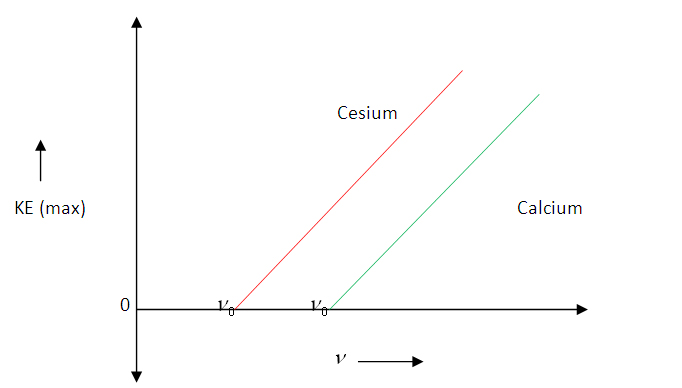 Cesium
KE (max)
Calcium
0
ν₀
ν₀
ν